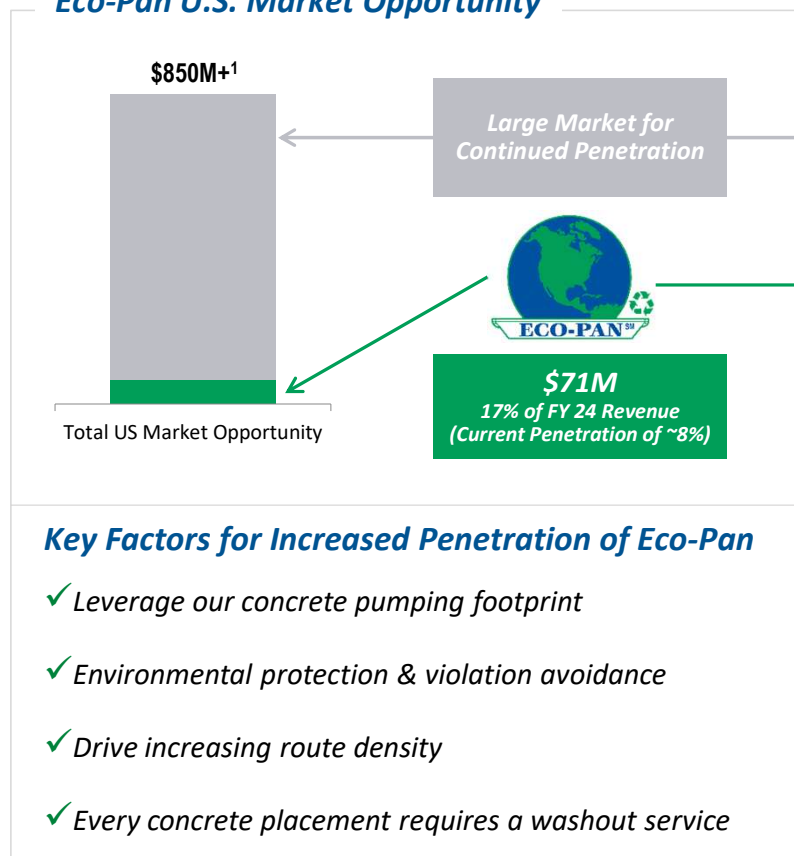 Eco-Pan U.S. Market Opportunity
$850M+¹
Large Market for
Continued Penetration
ECO-PAN℠
$71M
17% of FY 24 Revenue
(Current Penetration of ~8%)
Total US Market Opportunity
Key Factors for Increased Penetration of Eco-Pan
✓ Leverage our concrete pumping footprint
✓ Environmental protection & violation avoidance
✓ Drive increasing route density
✓ Every concrete placement requires a washout service